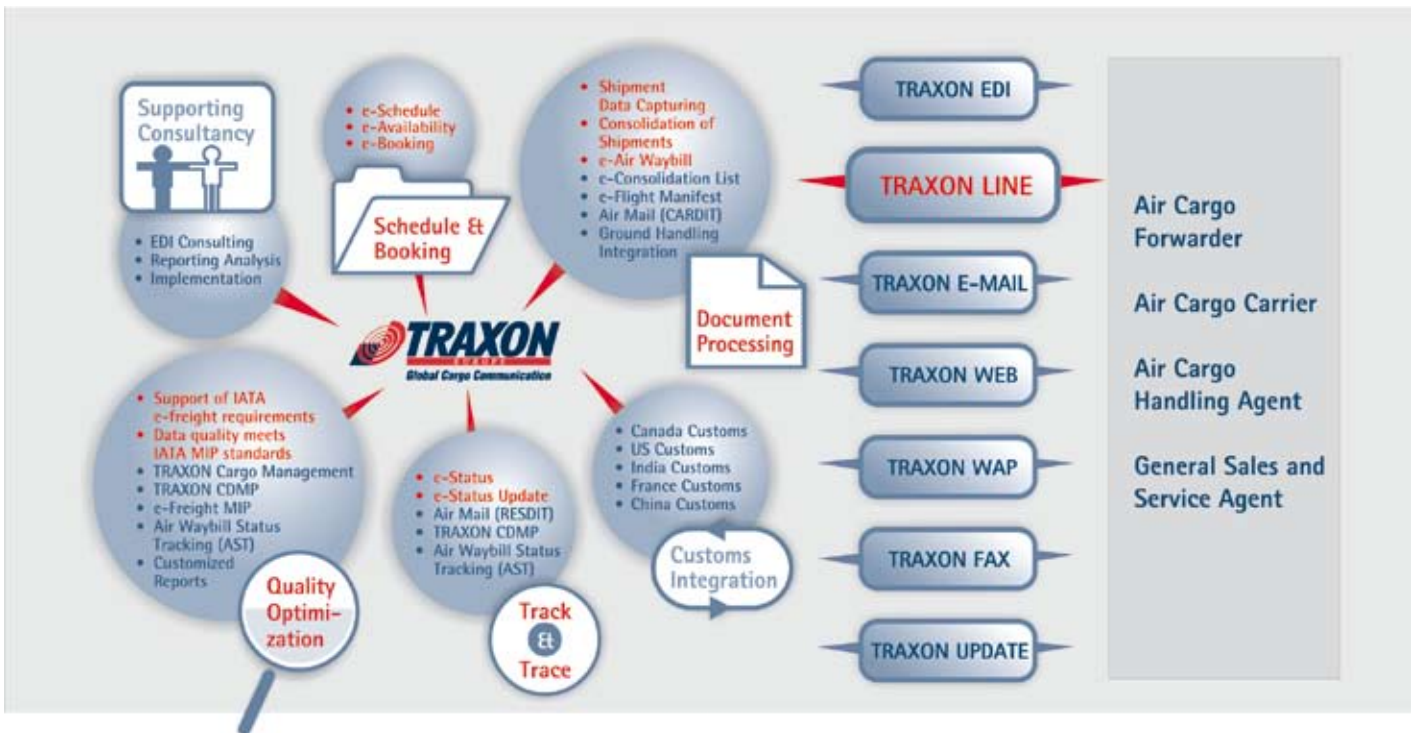 Supporting
Consultancy
• EDI Consulting
• Reporting Analysis
• Implementation
• e-Schedule
• e-Availability
• e-Booking
Schedule &
Booking
• Shipment
Data Capturing
• Consolidation of
Shipments
• e-Air Waybill
• e-Consolidation List
• e-Flight Manifest
• Air Mail (CARDIT)
• Ground Handling
Integration
Document
Processing
TRAXON
EUROPE
Global Cargo Communication
• Support of IATA
e-freight requirements
• Data quality meets
IATA MIP standards
• TRAXON Cargo Management
• TRAXON CDMP
• e-Freight MIP
• Air Waybill Status
Tracking (AST)
• Customized
Reports
Quality
Optimi-
zation
• e-Status
• e-Status Update
• Air Mail (RESDIT)
• TRAXON CDMP
• Air Waybill Status
Tracking (AST)
Track
&
Trace
• Canada Customs
• US Customs
• India Customs
• France Customs
• China Customs
Customs
Integration
TRAXON EDI
TRAXON LINE
TRAXON E-MAIL
TRAXON WEB
TRAXON WAP
TRAXON FAX
TRAXON UPDATE
Air Cargo
Forwarder
Air Cargo Carrier
Air Cargo
Handling Agent
General Sales and
Service Agent